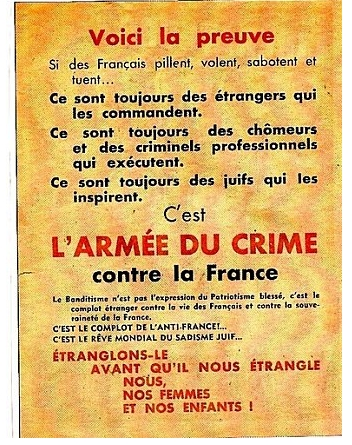 Voici la preuve
Si des Français pillent, volent, sabotent et
tuent...
Ce sont toujours des étrangers qui
les commandent.
Ce sont toujours des chômeurs
et des criminels professionnels
qui exécutent.
Ce sont toujours des juifs qui les
inspirent.
C'est
L'ARMÉE DU CRIME
contre la France
Le Banditisme n'est pas l'expression du Patriotisme blessé, c'est le
complot étranger contre la vie des Français et contre la souve-
raineté de la France.
C'EST LE COMPLOT DE L'ANTI-FRANCE!...
C'EST LE RÊVE MONDIAL DU SADISME JUIF...
ÉTRANGLONS-LE
AVANT QU'IL NOUS ÉTRANGLE
NOUS,
NOS FEMMES
ET NOS ENFANTS !